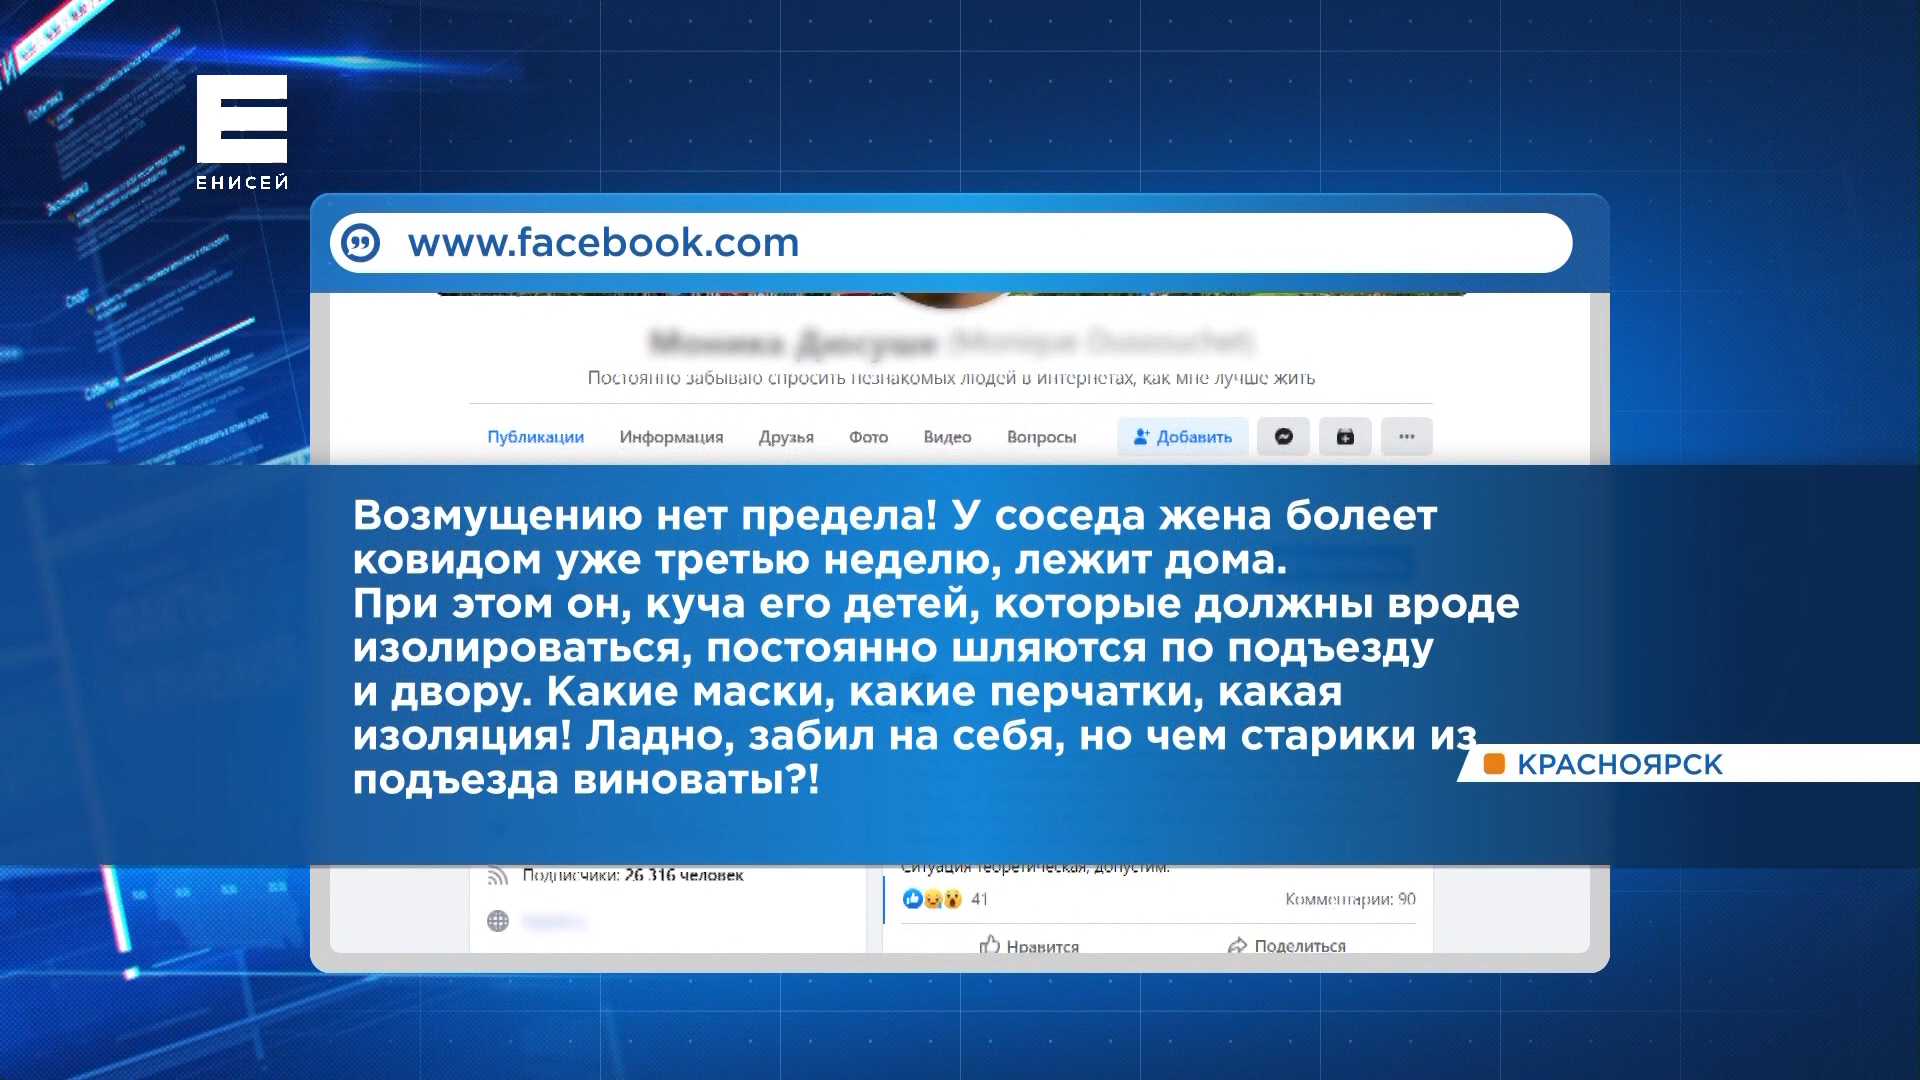 ЕНИСЕЙ
www.facebook.com
Постоянно забываю спросить незнакомых людей в интернетах, как мне лучше жить
Публикации Информация Друзья Фото Видео Вопросы Добавить
Возмущению нет предела! У соседа жена болеет
ковидом уже третью неделю, лежит дома.
При этом он, куча его детей, которые должны вроде
изолироваться, постоянно шляются по подъезду
и двору. Какие маски, какие перчатки, какая
изоляция! Ладно, забил на себя, но чем старики из
подъезда виноваты?!
КРАСНОЯРСК
Подписчики: 26 316 человек
Ситуация теоретическая, допустим.
41 Комментарии: 90
Нравится Поделиться